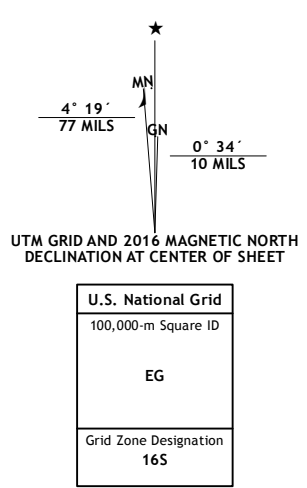 MN
4° 19´
77 MILS
GN
0° 34´
10 MILS
UTM GRID AND 2016 MAGNETIC NORTH
DECLINATION AT CENTER OF SHEET
U.S. National Grid
100,000-m Square ID
EG
Grid Zone Designation
16S